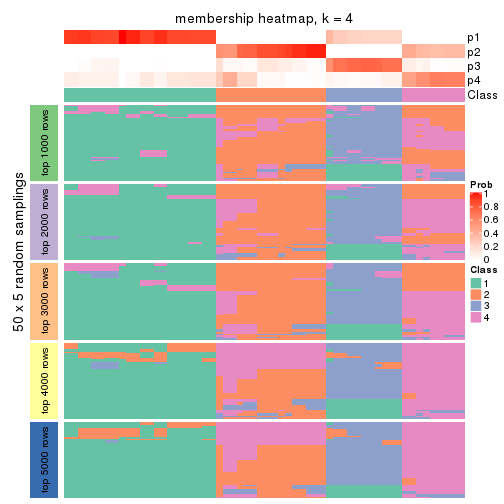 membership heatmap, k = 4
p1
p2
p3
p4
Class
50 x 5 random samplings
top 1000 rows
top 2000 rows
top 3000 rows
top 4000 rows
top 5000 rows
Prob
1
0.8
0.6
0.4
0.2
0
Class
1
2
3
4